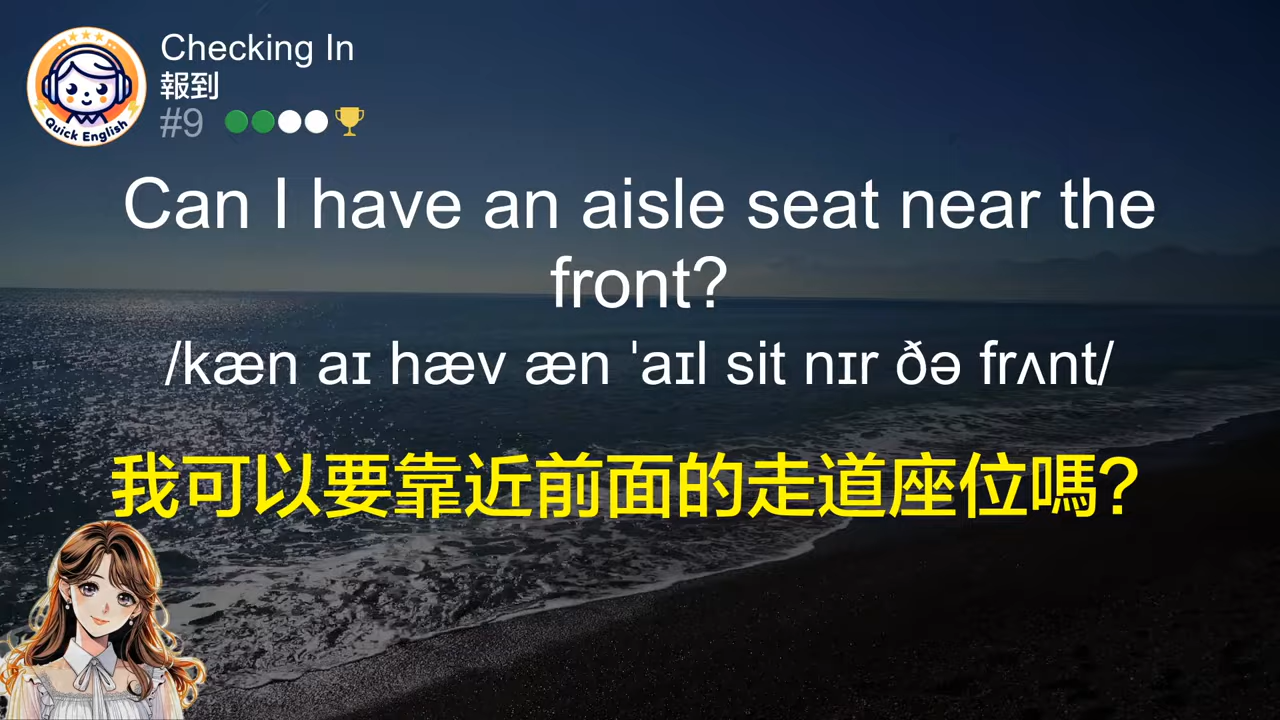 Quick English
Checking In
報到
#9
Can I have an aisle seat near the
front?
/kæn aɪ hæv æn ˈaɪl sit nɪr ðə frʌnt/
我可以要靠近前面的走道座位嗎?